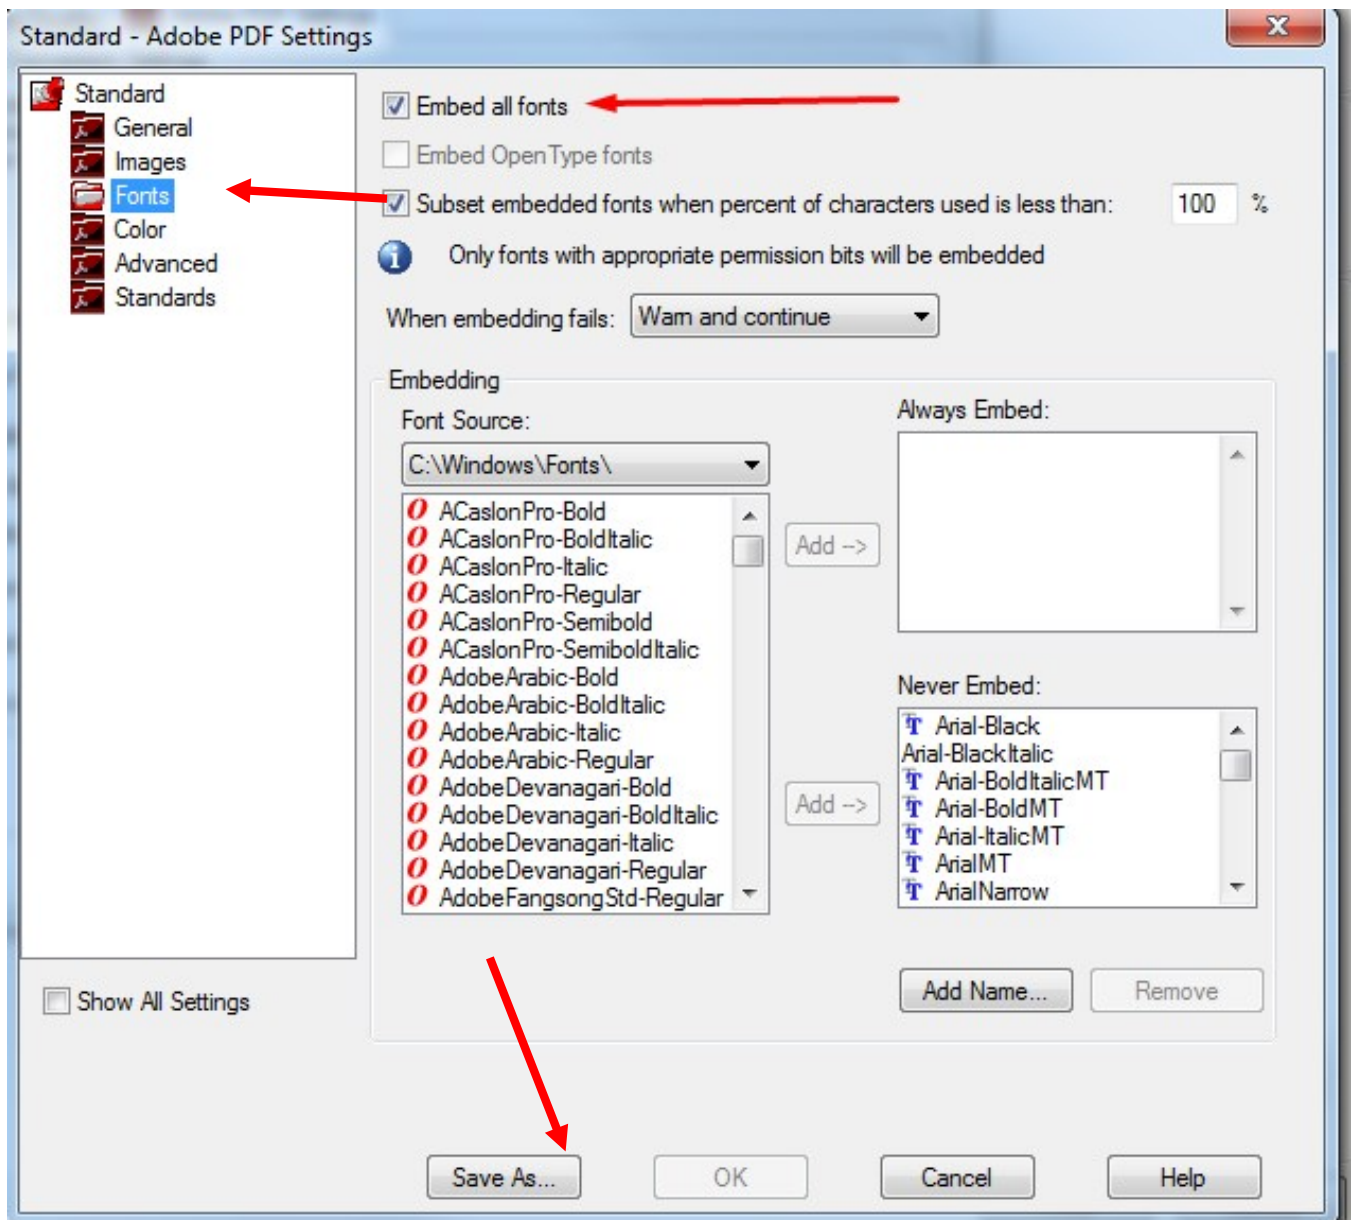 Standard - Adobe PDF Settings
Standard
General
Images
Fonts
Color
Advanced
Standards
Show All Settings
Embed all fonts
Embed OpenType fonts
Subset embedded fonts when percent of characters used is less than: 100 %
Only fonts with appropriate permission bits will be embedded
When embedding fails: Warn and continue
Embedding
Font Source:
C:\Windows\Fonts\
ACaslonPro-Bold
ACaslonPro-BoldItalic
ACaslonPro-Italic
ACaslonPro-Regular
ACaslonPro-Semibold
ACaslonPro-SemiboldItalic
AdobeArabic-Bold
AdobeArabic-BoldItalic
AdobeArabic-Italic
AdobeArabic-Regular
AdobeDevanagari-Bold
AdobeDevanagari-BoldItalic
AdobeDevanagari-Italic
AdobeDevanagari-Regular
AdobeFangsongStd-Regular
Add -->
Add -->
Always Embed:
Never Embed:
Arial-Black
Arial-BlackItalic
Arial-BoldItalicMT
Arial-BoldMT
Arial-ItalicMT
ArialMT
ArialNarrow
Add Name...
Remove
Save As...
OK
Cancel
Help